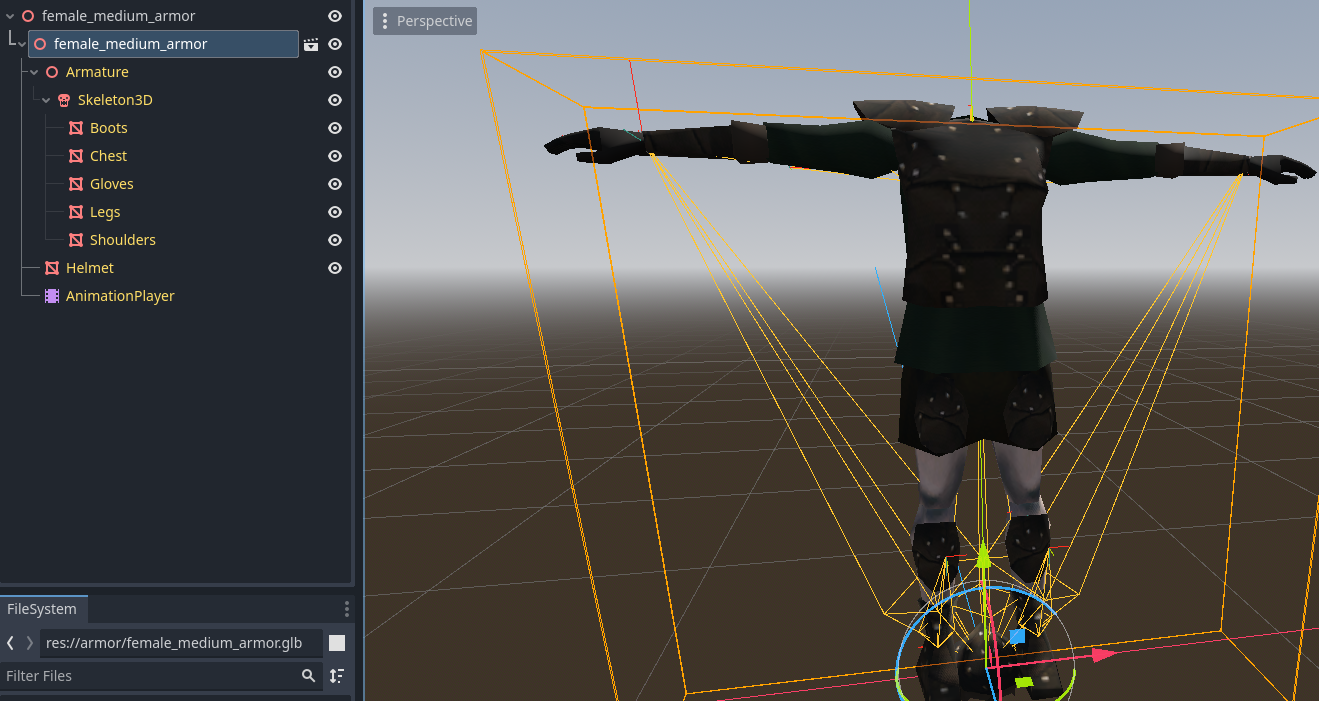 female_medium_armor
female_medium_armor
Armature
Skeleton3D
Boots
Chest
Gloves
Legs
Shoulders
Helmet
AnimationPlayer
Perspective
FileSystem
res://armor/female_medium_armor.glb
Filter Files